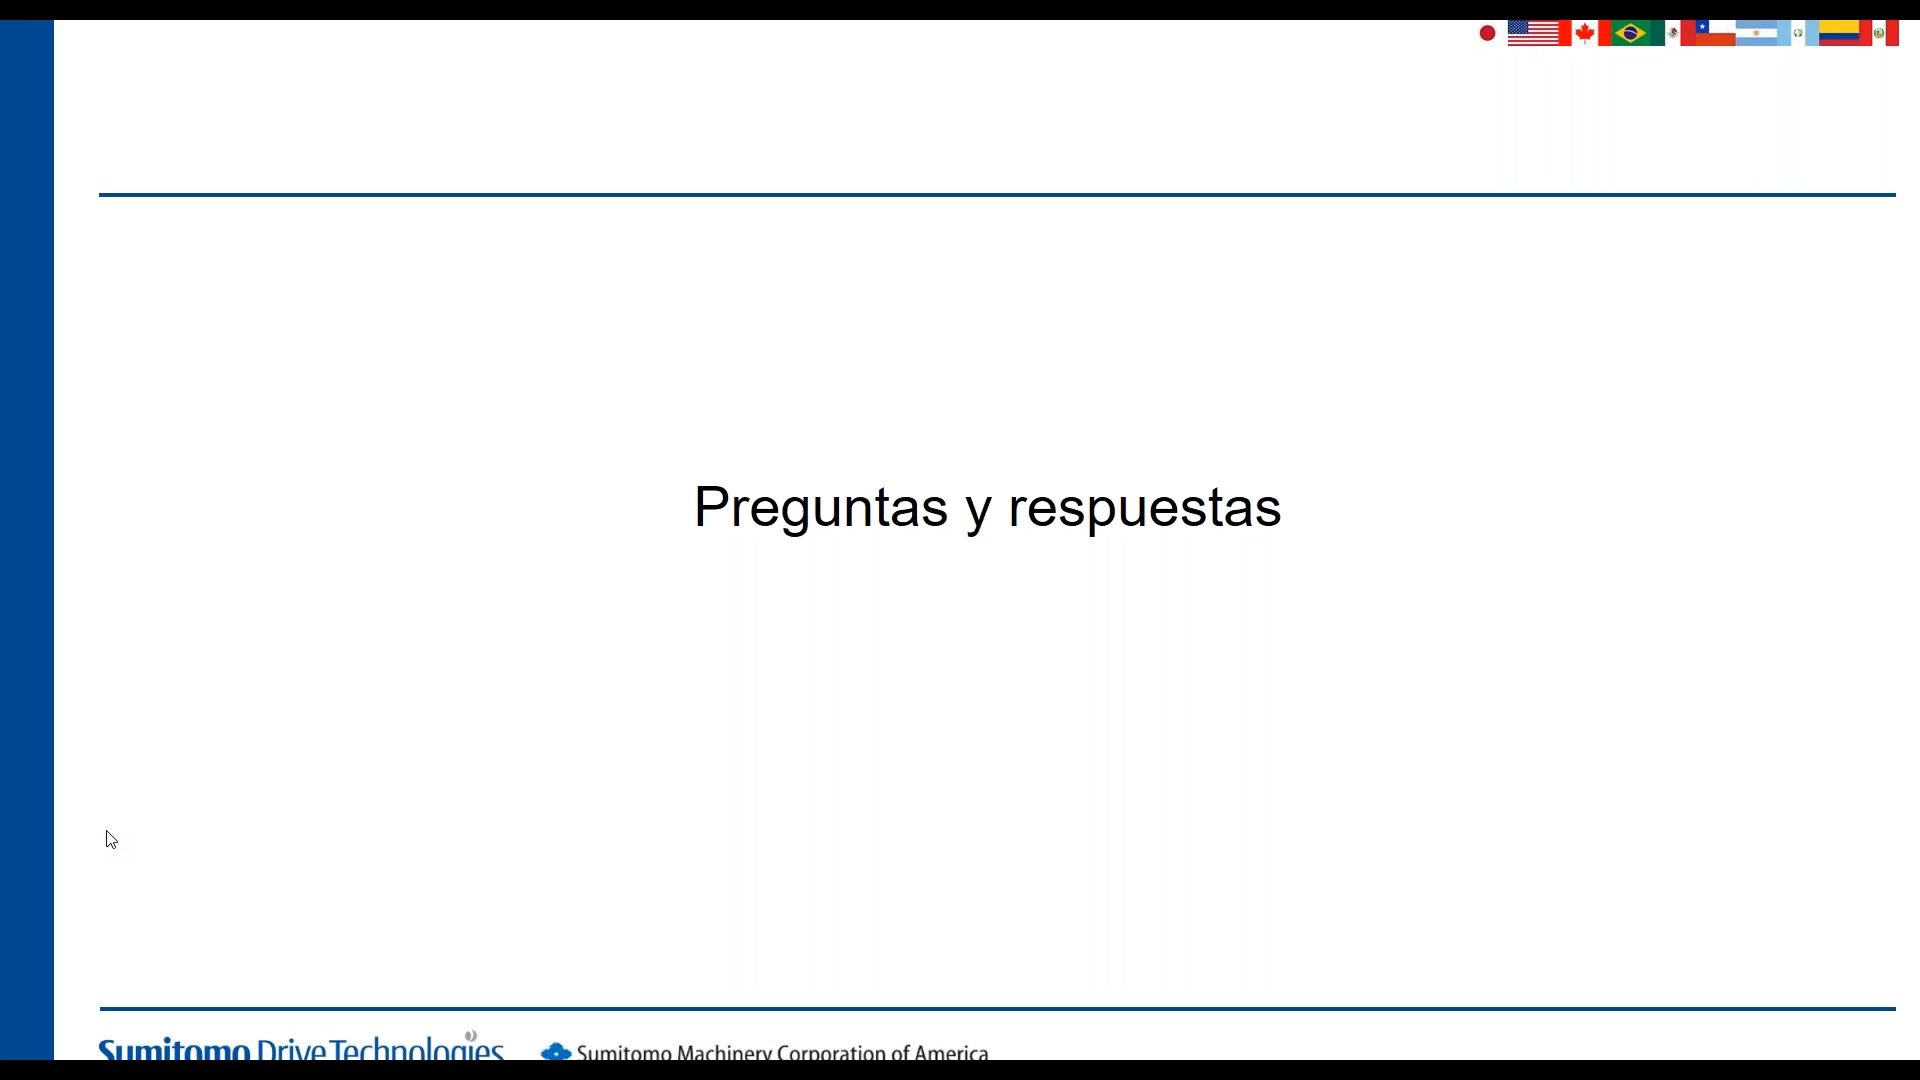 Preguntas y respuestas
Sumitomo Drive Technologies
Sumitomo Machinery Corporation of America